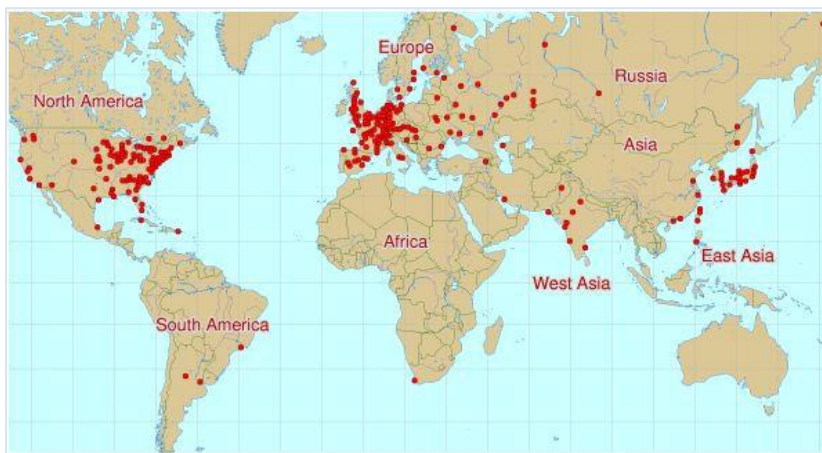 Europe
Russia
North America
Asia
Africa
East Asia
West Asia
South America